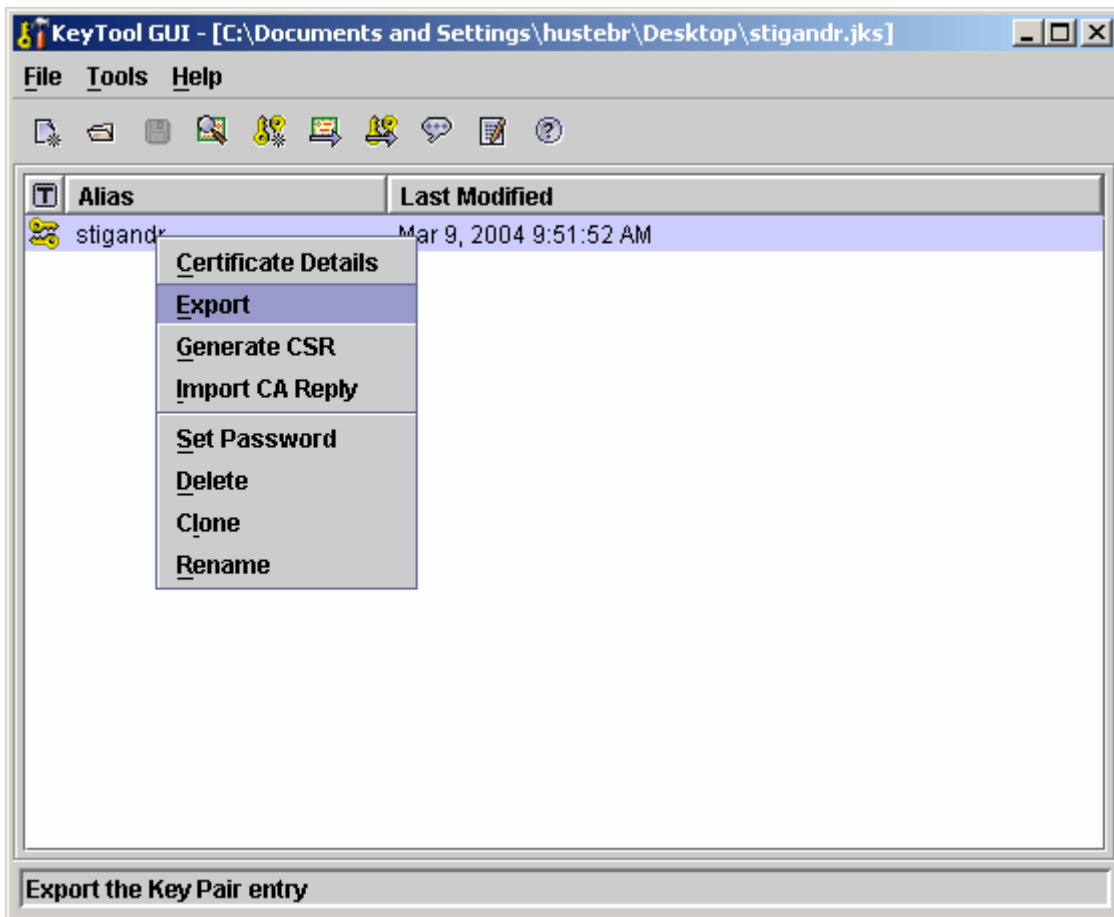 KeyTool GUI - [C:\Documents and Settings\hustebr\Desktop\stigandr.jks]
File Tools Help
T Alias Last Modified
stigandr Mar 9, 2004 9:51:52 AM
Certificate Details
Export
Generate CSR
Import CA Reply
Set Password
Delete
Clone
Rename
Export the Key Pair entry